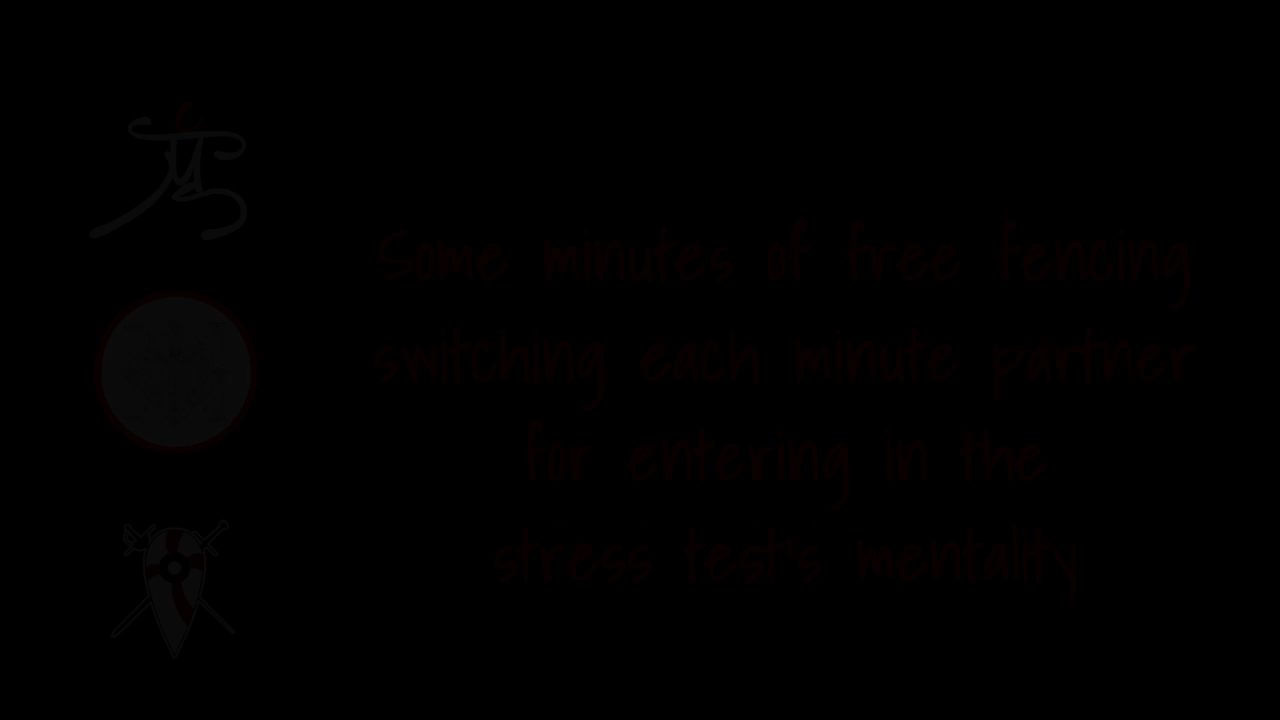 Some minutes of free fencing
switching each minute partner
for entering in the
stress test's mentality